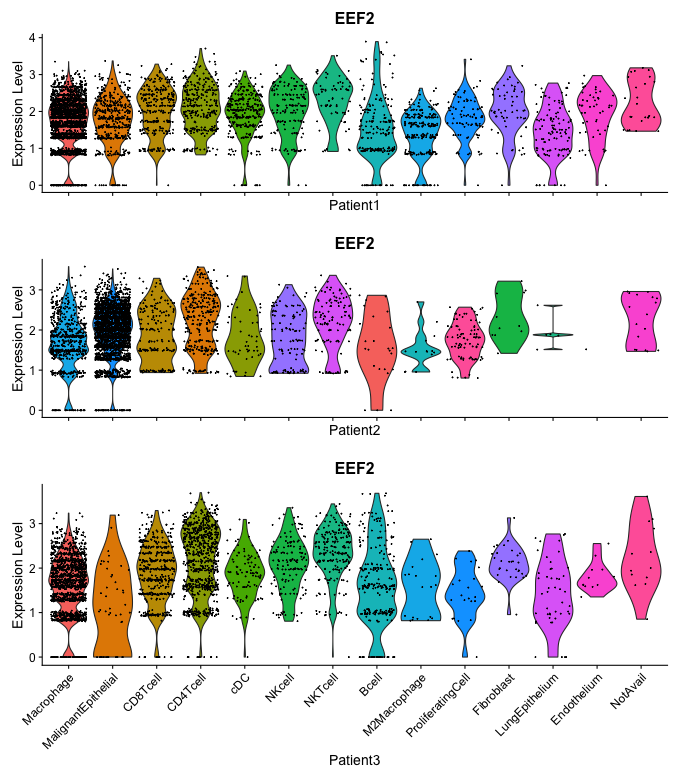 EEF2
Expression Level
4
3
2
1
0
Patient1
EEF2
Expression Level
3
2
1
0
Patient2
EEF2
Expression Level
3
2
1
0
Macrophage
MalignantEpithelial
CD8Tcell
CD4Tcell
cDC
NKcell
NKTcell
Bcell
M2Macrophage
ProliferatingCell
Fibroblast
LungEpithelium
Endothelium
NotAvail
Patient3